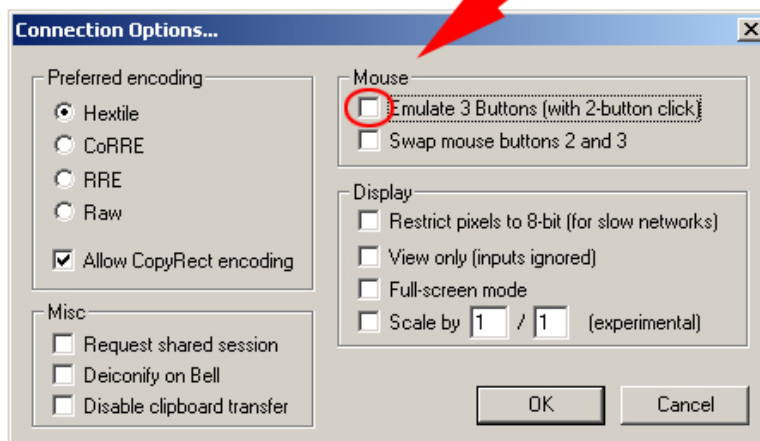 Connection Options...
Preferred encoding
Hextile
CoRRE
RRE
Raw
Allow CopyRect encoding
Misc
Request shared session
Deiconify on Bell
Disable clipboard transfer
Mouse
Emulate 3 Buttons (with 2-button click)
Swap mouse buttons 2 and 3
Display
Restrict pixels to 8-bit (for slow networks)
View only (inputs ignored)
Full-screen mode
Scale by 1 / 1 (experimental)
OK Cancel